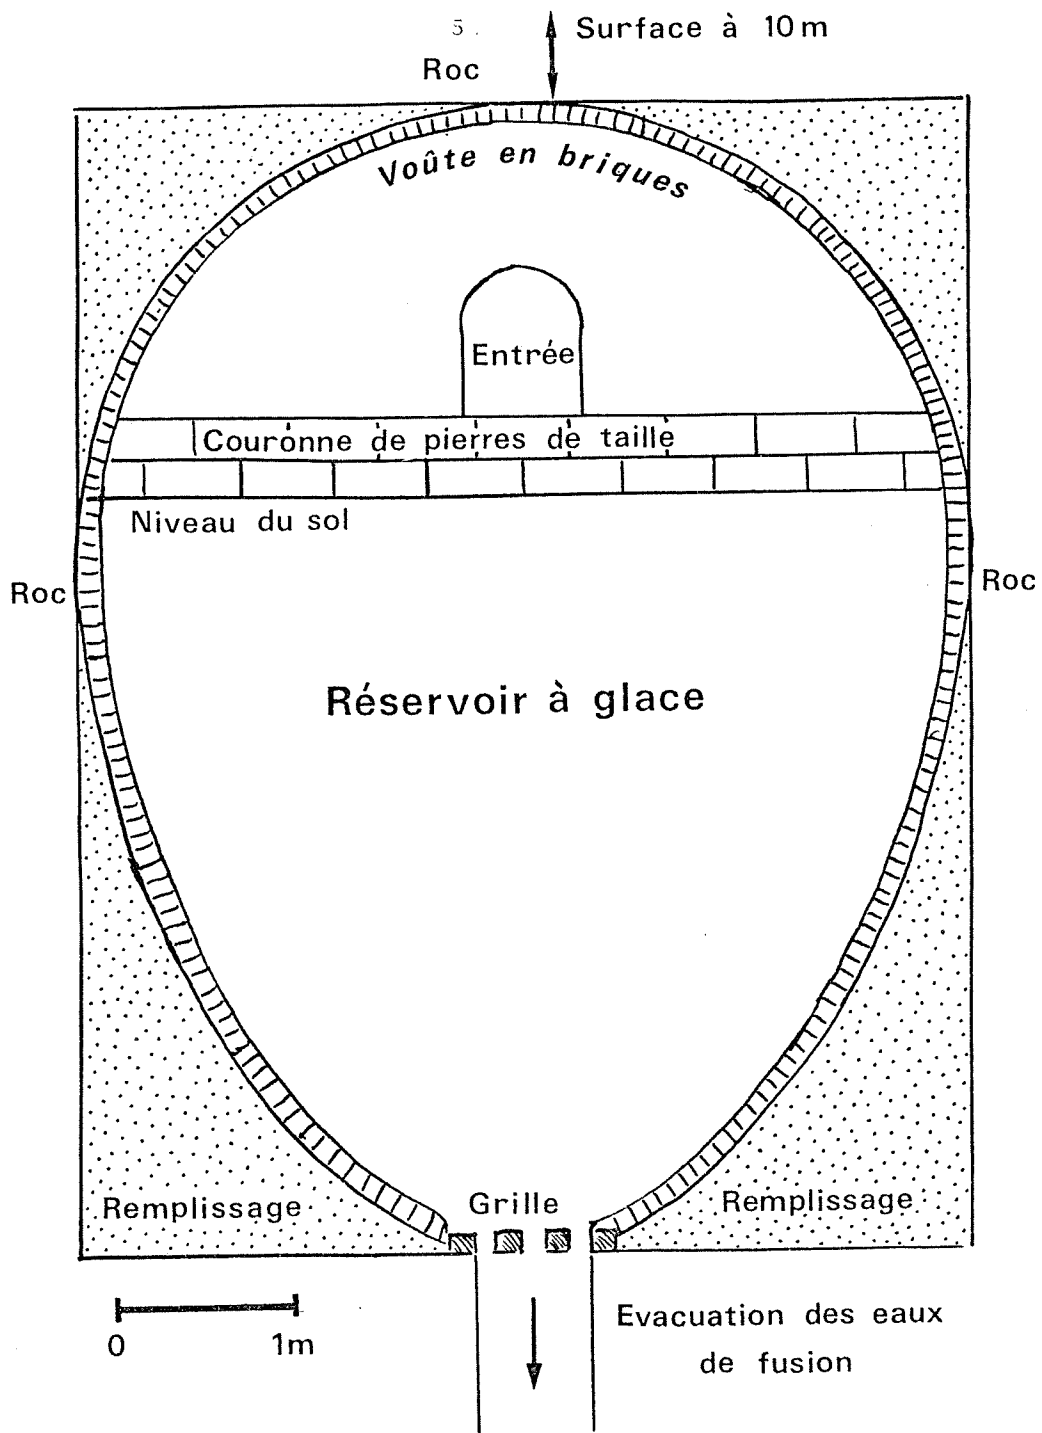 5.
Surface à 10m
Roc
Voûte en briques
Entrée
Couronne de pierres de taille
Niveau du sol
Roc
Roc
Réservoir à glace
Remplissage
Grille
Remplissage
0
1m
Evacuation des eaux
de fusion